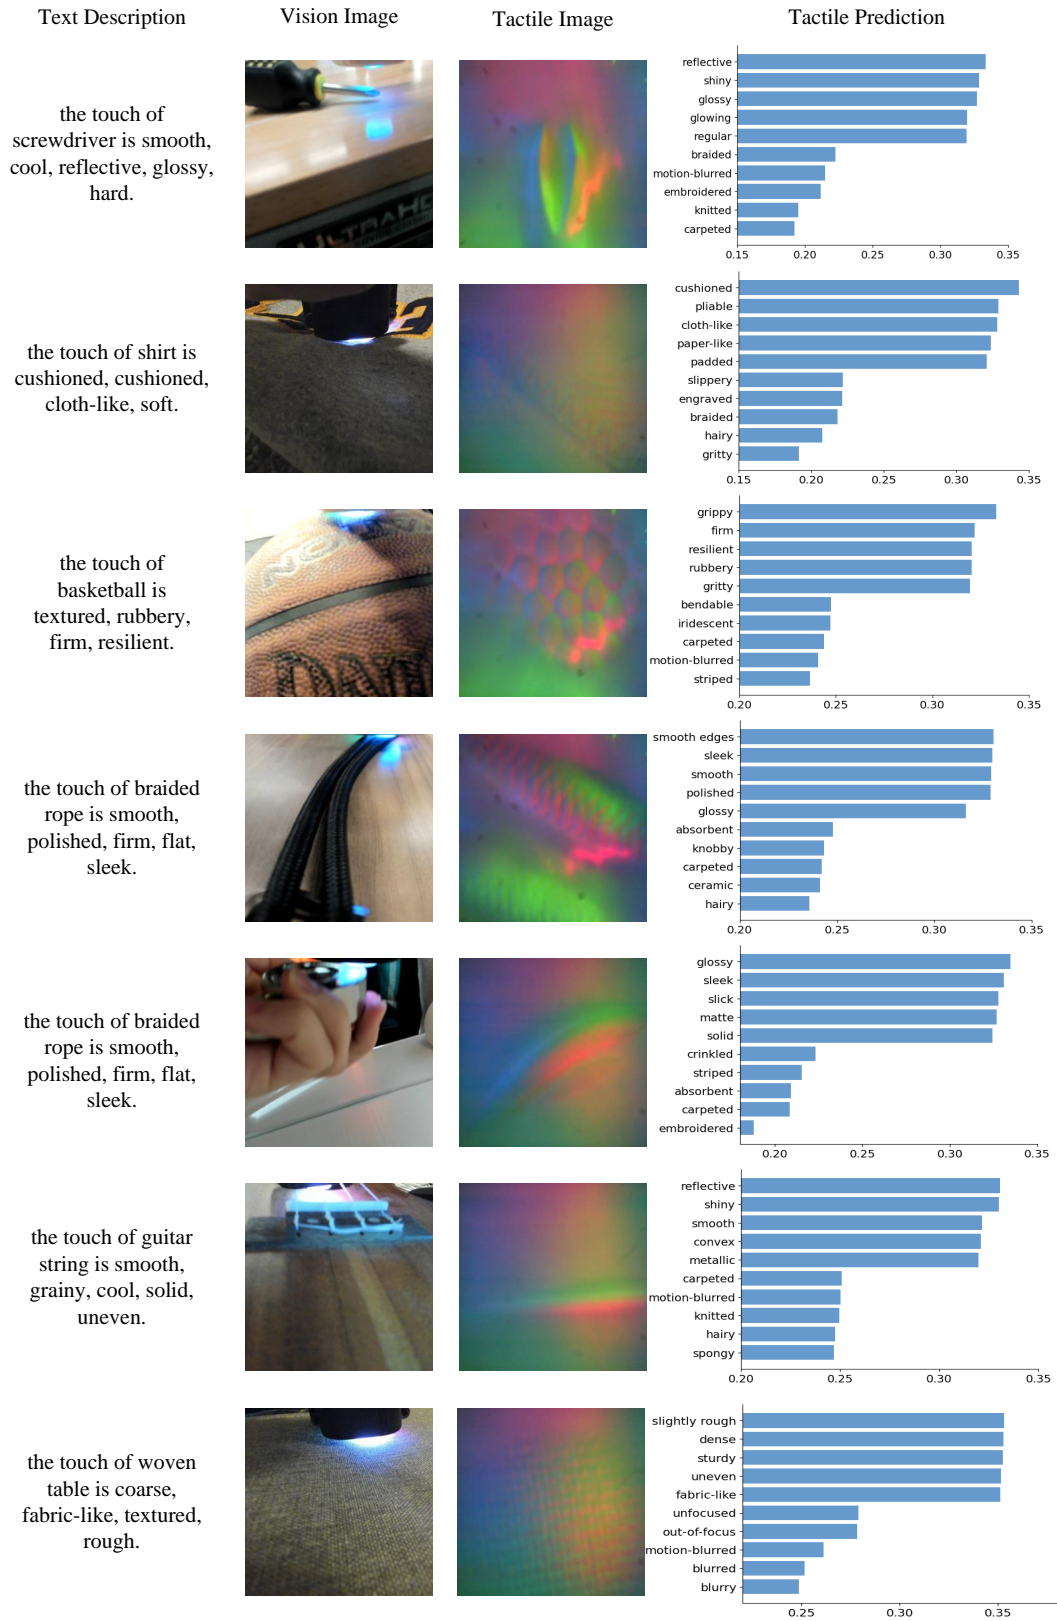 Text Description
Vision Image
Tactile Image
Tactile Prediction
the touch of
screwdriver is smooth,
cool, reflective, glossy,
hard.
ULTRAHD
reflective
shiny
glossy
glowing
regular
braided
motion-blurred
embroidered
knitted
carpeted
0.15 0.20 0.25 0.30 0.35
the touch of shirt is
cushioned, cushioned,
cloth-like, soft.
cushioned
pliable
cloth-like
paper-like
padded
slippery
engraved
braided
hairy
gritty
0.15 0.20 0.25 0.30 0.35
the touch of
basketball is
textured, rubbery,
firm, resilient.
grippy
firm
resilient
rubbery
gritty
bendable
iridescent
carpeted
motion-blurred
striped
0.20 0.25 0.30 0.35
the touch of braided
rope is smooth,
polished, firm, flat,
sleek.
smooth edges
sleek
smooth
polished
glossy
absorbent
knobby
carpeted
ceramic
hairy
0.20 0.25 0.30 0.35
the touch of braided
rope is smooth,
polished, firm, flat,
sleek.
glossy
sleek
slick
matte
solid
crinkled
striped
absorbent
carpeted
embroidered
0.20 0.25 0.30 0.35
the touch of guitar
string is smooth,
grainy, cool, solid,
uneven.
reflective
shiny
smooth
convex
metallic
carpeted
motion-blurred
knitted
hairy
spongy
0.20 0.25 0.30 0.35
the touch of woven
table is coarse,
fabric-like, textured,
rough.
slightly rough
dense
sturdy
uneven
fabric-like
unfocused
out-of-focus
motion-blurred
blurred
blurry
0.25 0.30 0.35